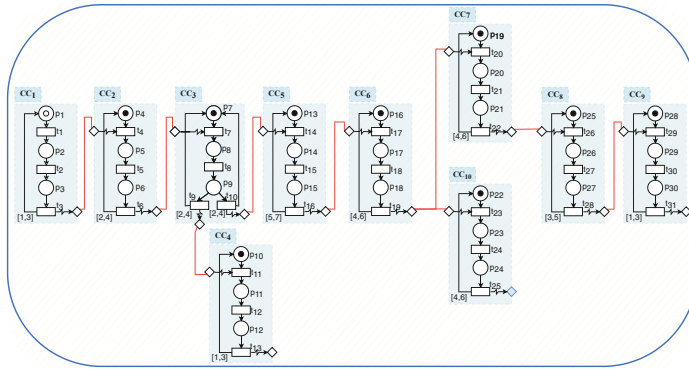 CC7
P19
t20
P20
t21
P21
t22
[4,6]
CC1
P1
t1
P2
t2
P3
t3
[1,3]
CC2
P4
t4
P5
t5
P6
t6
[2,4]
CC3
P7
t7
P8
t8
P9
t9
t10
[2,4]
[2,4]
CC5
P13
t14
P14
t15
P15
t16
[5,7]
CC6
P16
t17
P17
t18
P18
t19
[4,6]
CC8
P25
t26
P26
t27
P27
t28
[3,5]
CC9
P28
t29
P29
t30
P30
t31
[1,3]
CC10
P22
t23
P23
t24
P24
t25
[4,6]
CC4
P10
t11
P11
t12
P12
t13
[1,3]